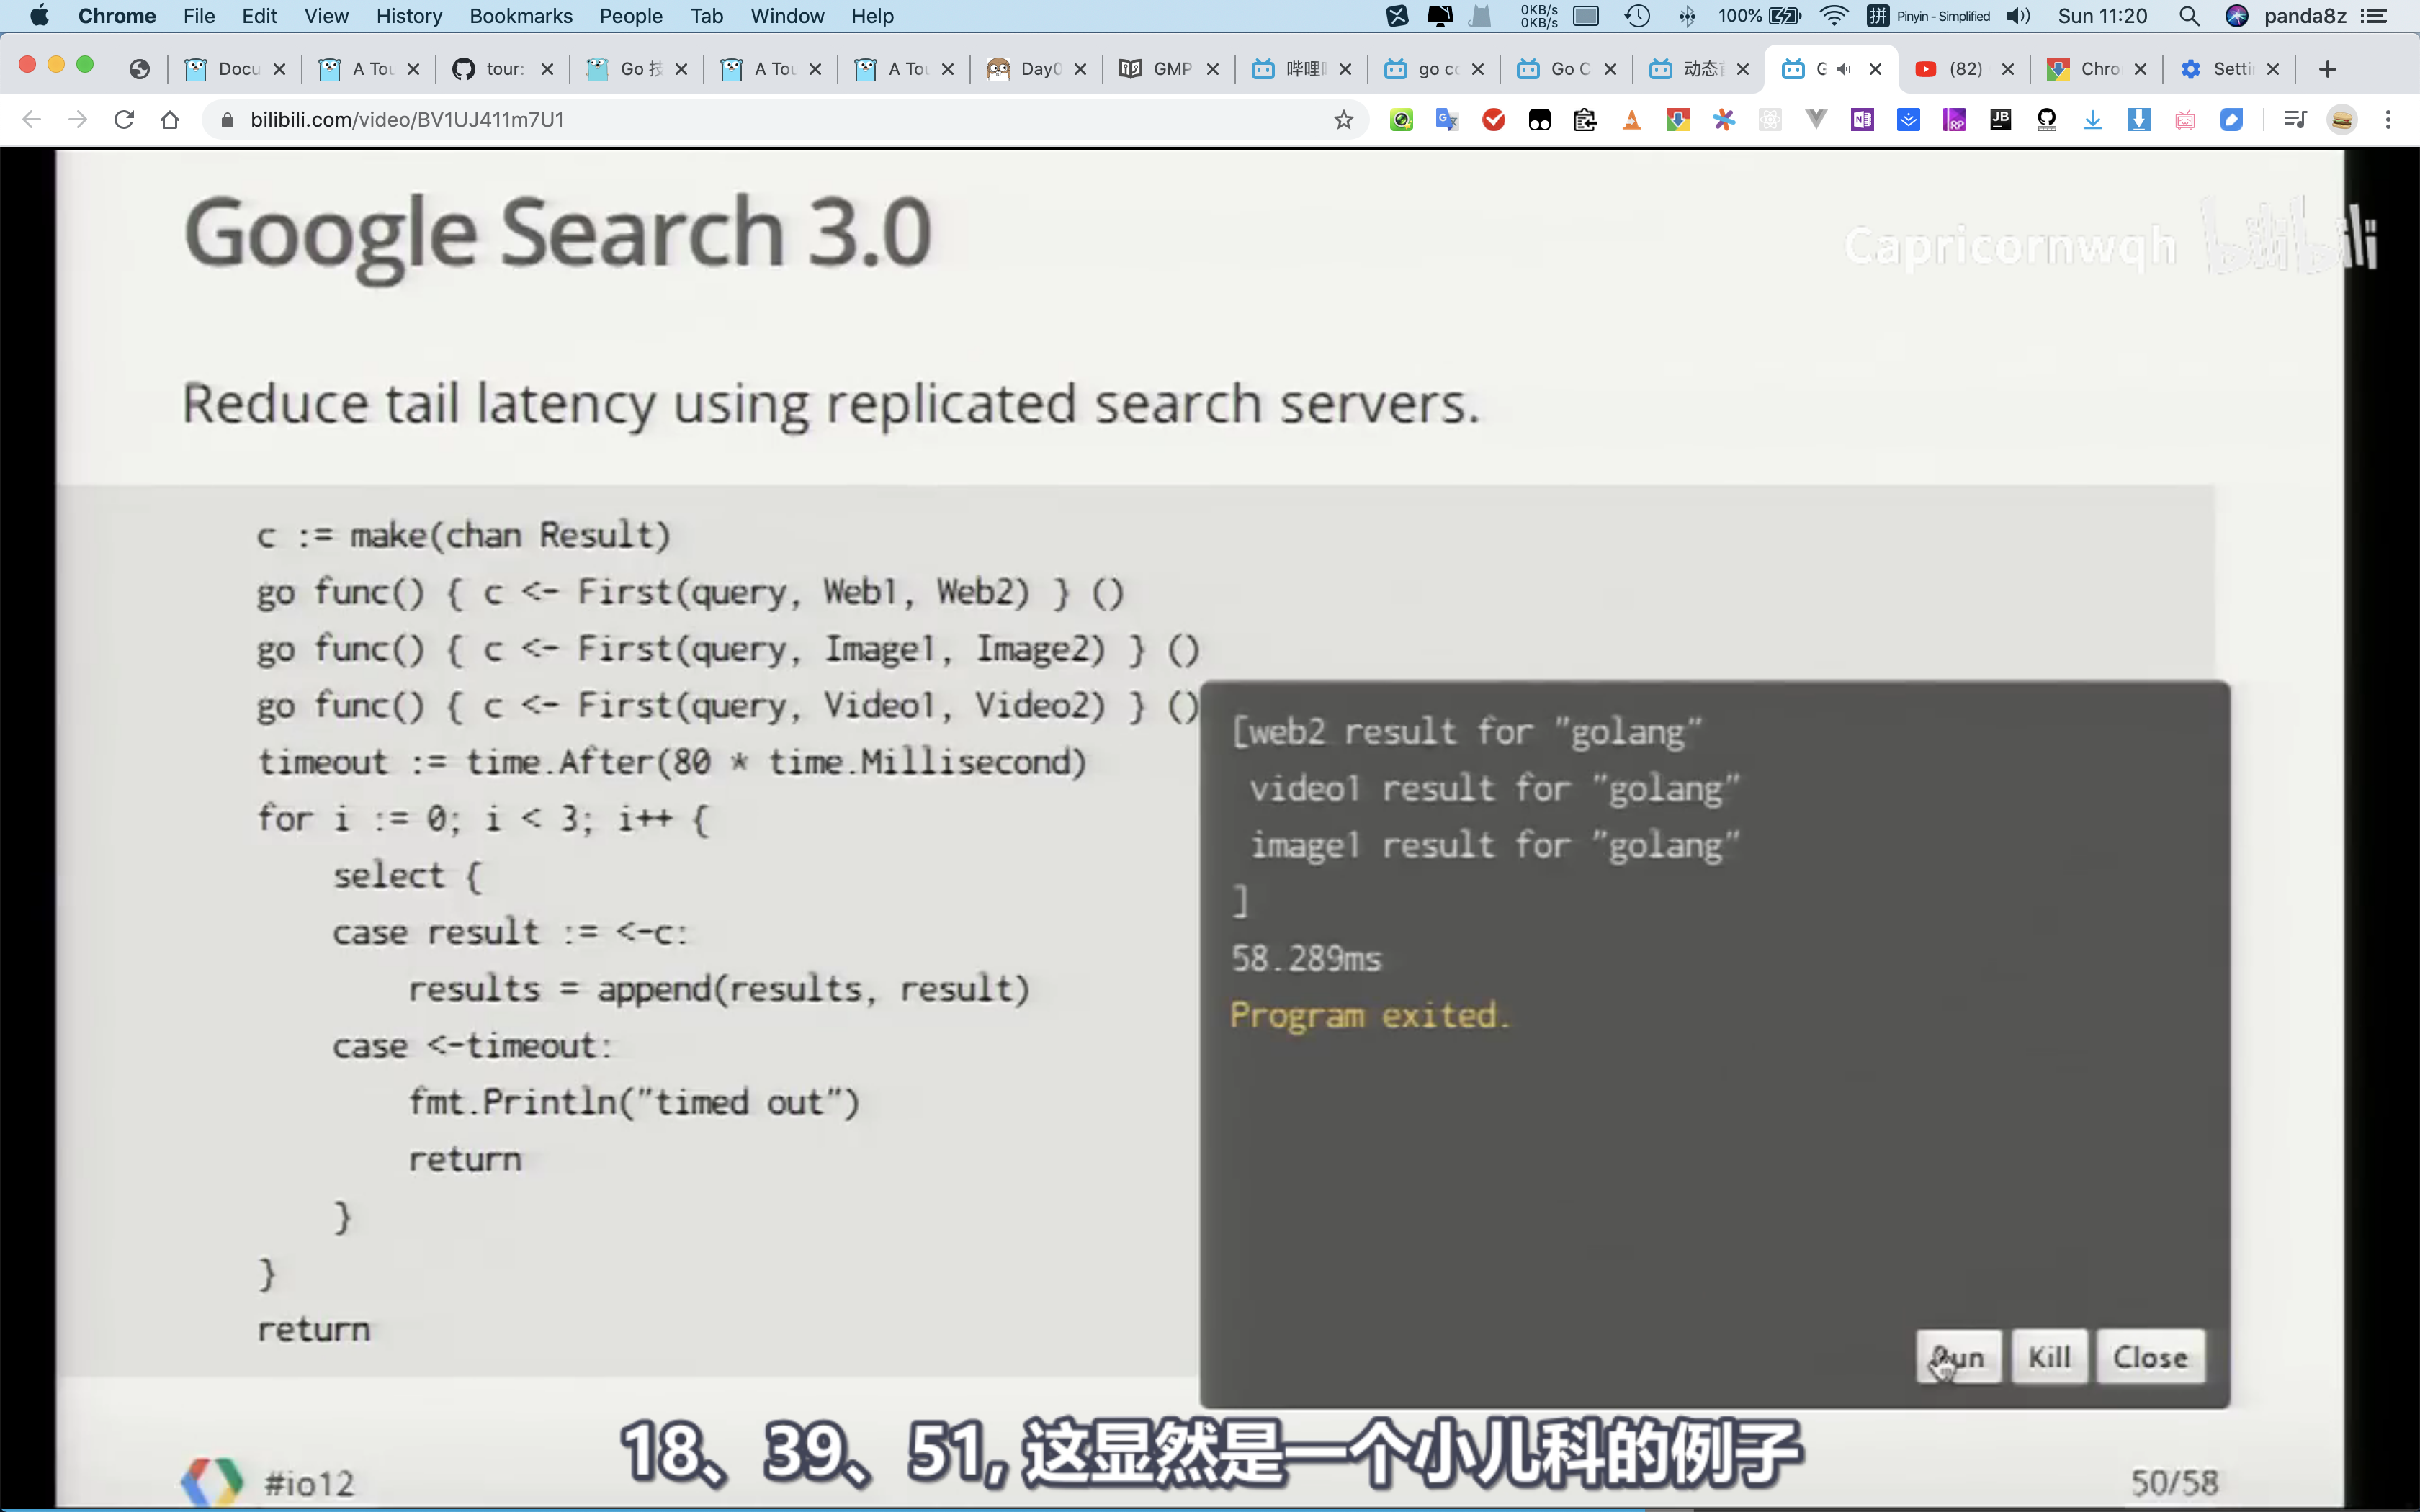 Chrome File Edit View History Bookmarks People Tab Window Help 0KB/s 0KB/s 100% 拼 Pinyin - Simplified Sun 11:20 panda8z
Docu A Tou tour: Go 技 A Tou A Tou Day0 GMP 哔哩 go co Go C 动态 G (82) Chro Settin
bilibili.com/video/BV1UJ411m7U1
Google Search 3.0
Capricornwqh bilibili
Reduce tail latency using replicated search servers.
c := make(chan Result)
go func() { c <- First(query, Web1, Web2) } ()
go func() { c <- First(query, Image1, Image2) } ()
go func() { c <- First(query, Video1, Video2) } ()
timeout := time.After(80 * time.Millisecond)
for i := 0; i < 3; i++ {
select {
case result := <-c:
results = append(results, result)
case <-timeout:
fmt.Println("timed out")
return
}
}
return
[web2 result for "golang"
video1 result for "golang"
image1 result for "golang"
]
58.289ms
Program exited.
Run Kill Close
18、39、51, 这显然是一个小儿科的例子
#io12
50/58